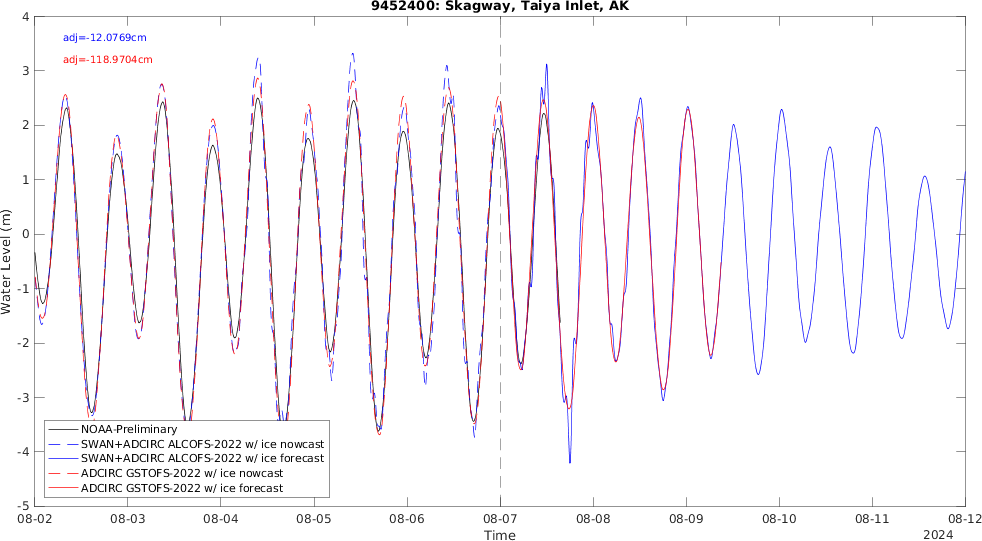 9452400: Skagway, Taiya Inlet, AK
adj=-12.0769cm
adj=-118.9704cm
4
3
2
1
0
-1
-2
-3
-4
-5
Water Level (m)
NOAA-Preliminary
SWAN+ADCIRC ALCOFS-2022 w/ ice nowcast
SWAN+ADCIRC ALCOFS-2022 w/ ice forecast
ADCIRC GSTOFS-2022 w/ ice nowcast
ADCIRC GSTOFS-2022 w/ ice forecast
08-02 08-03 08-04 08-05 08-06 08-07 08-08 08-09 08-10 08-11 08-12
Time
2024